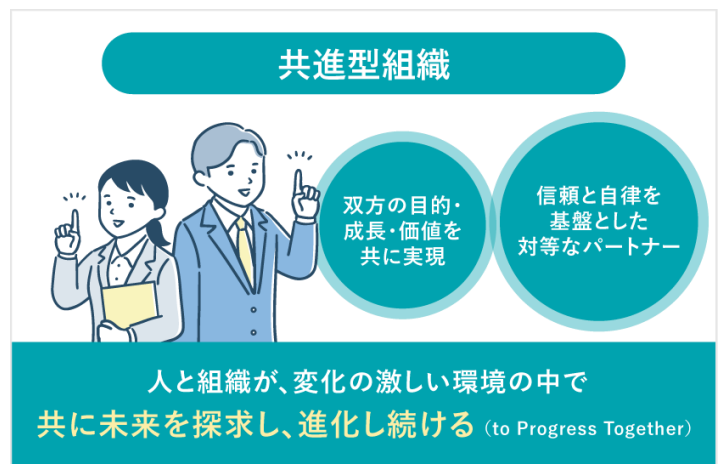 共進型組織
双方の目的・
成長・価値を
共に実現
信頼と自律を
基盤とした
対等なパートナー
人と組織が、変化の激しい環境の中で
共に未来を探求し、進化し続ける（to Progress Together）